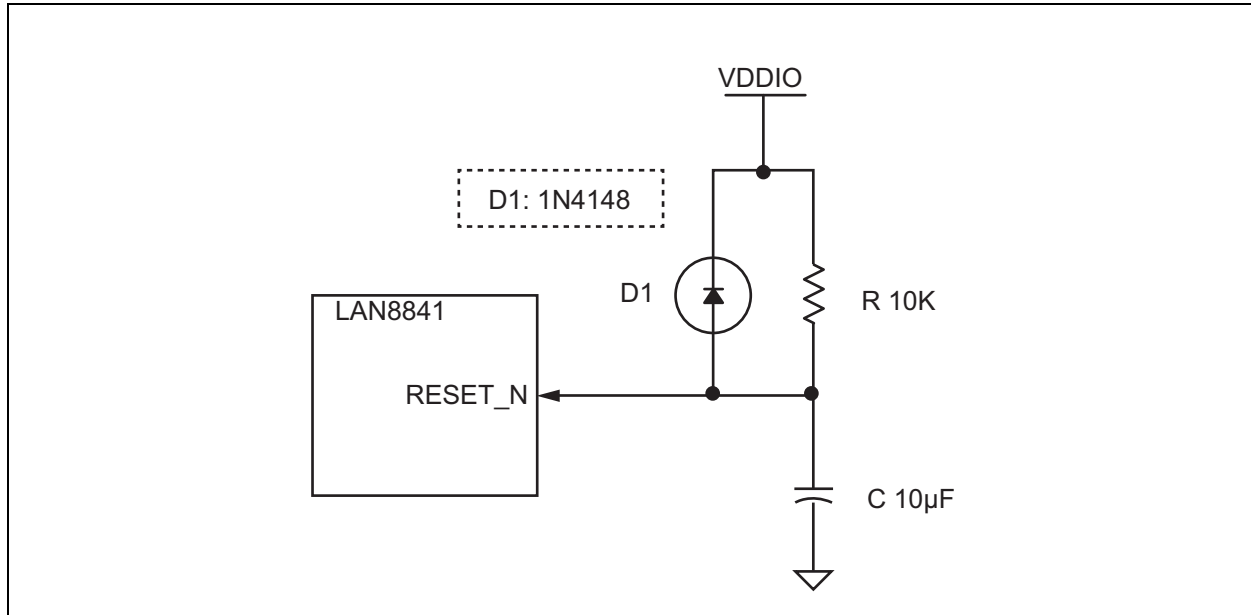 VDDIO
D1: 1N4148
D1
R 10K
LAN8841
RESET_N
C 10µF